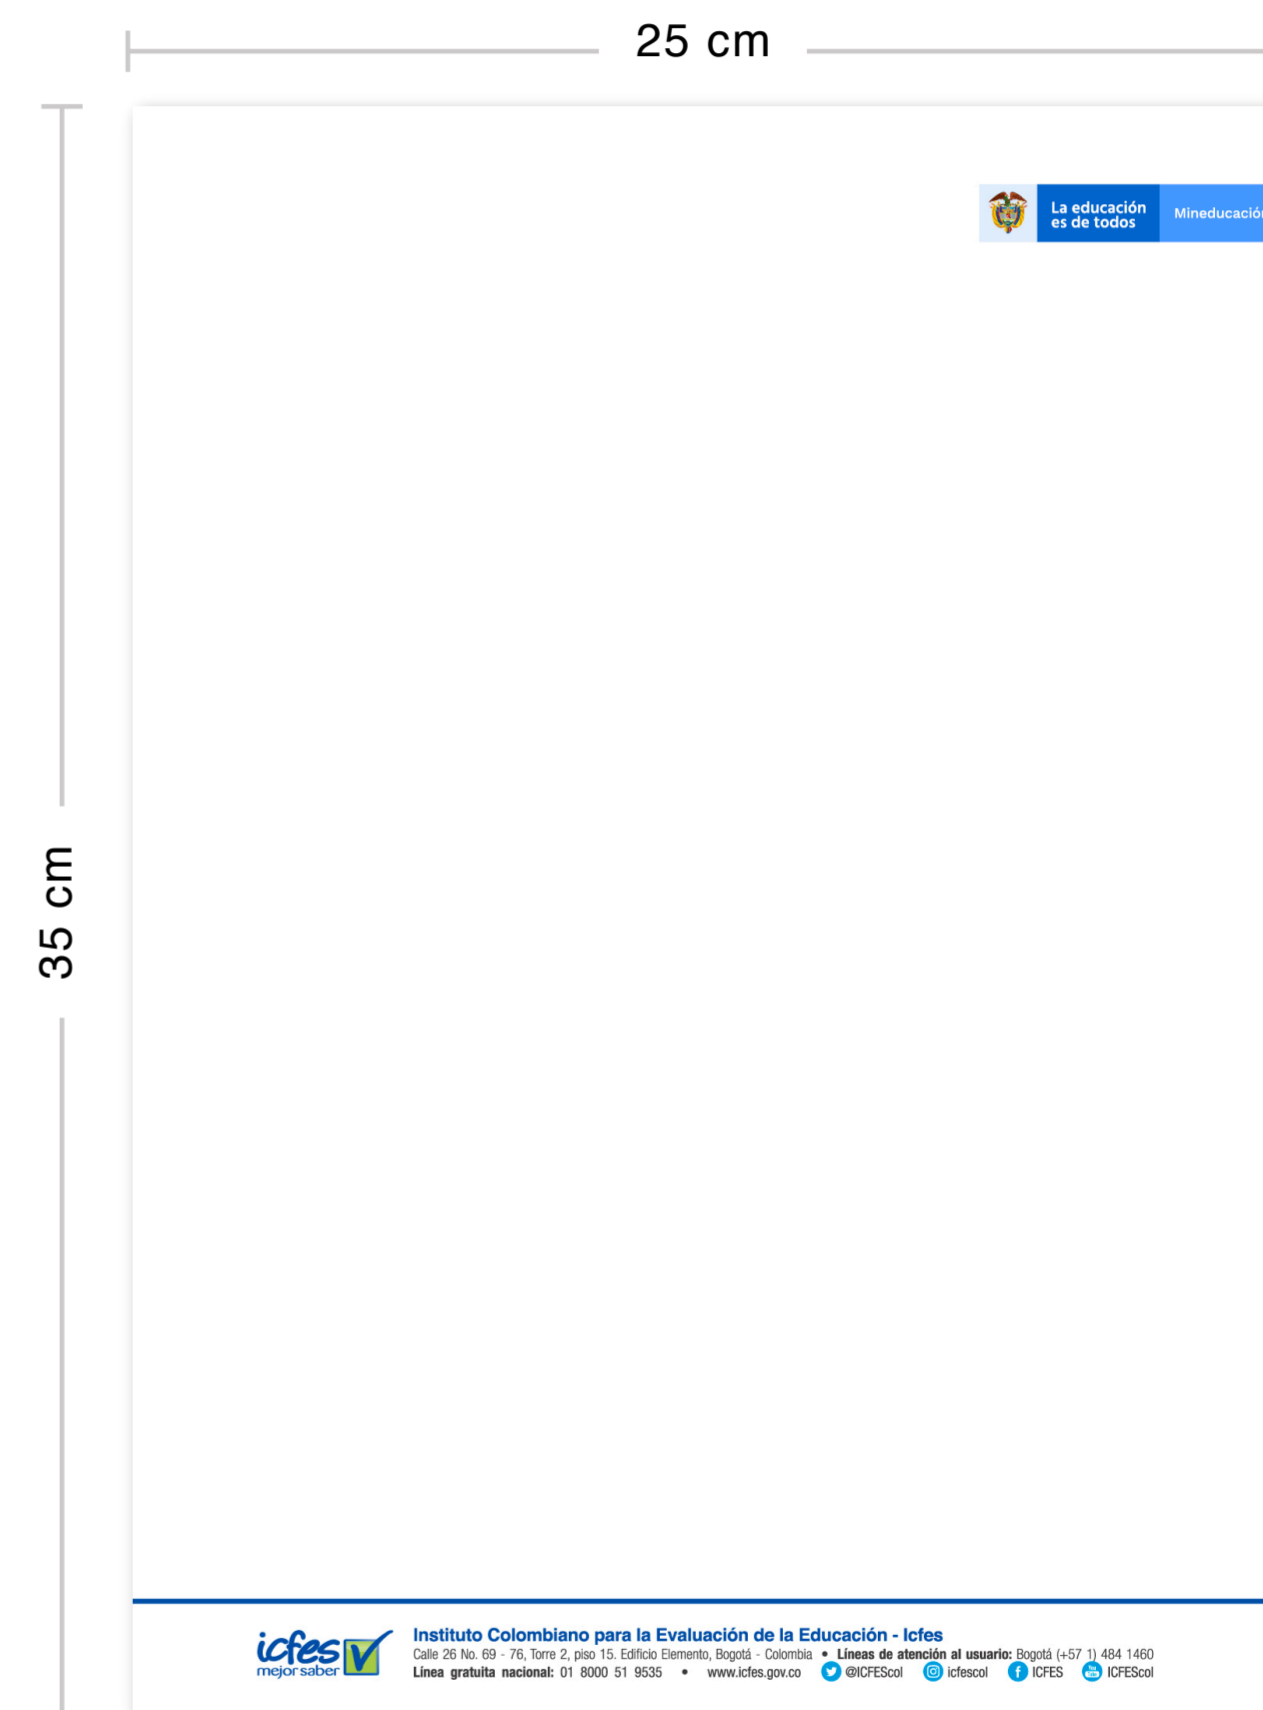 25 cm
La educación
es de todos
Mineducación
35 cm
icfes
mejor saber
Instituto Colombiano para la Evaluación de la Educación - Icfes
Calle 26 No. 69 - 76, Torre 2, piso 15. Edificio Elemento, Bogotá - Colombia • Líneas de atención al usuario: Bogotá (+57 1) 484 1460
Línea gratuita nacional: 01 8000 51 9535 • www.icfes.gov.co @ICFEScol icfescol ICFES ICFEScol